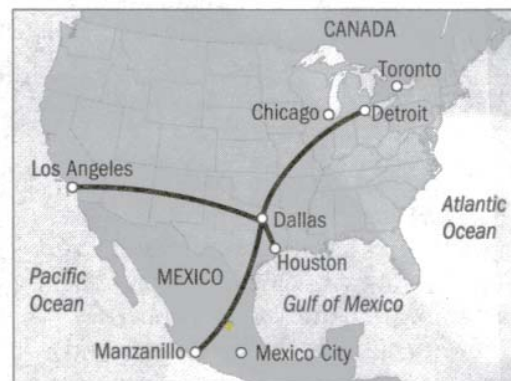 CANADA
Toronto
Chicago
Detroit
Los Angeles
Atlantic
Ocean
Dallas
Houston
Pacific
Ocean
MEXICO
Gulf of Mexico
Manzanillo
Mexico City